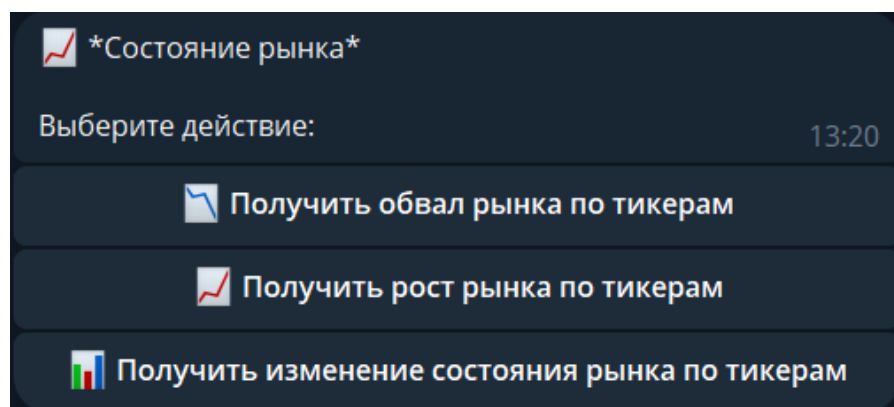 📈 *Состояние рынка*
Выберите действие:
13:20
📉 Получить обвал рынка по тикерам
📈 Получить рост рынка по тикерам
📊 Получить изменение состояния рынка по тикерам